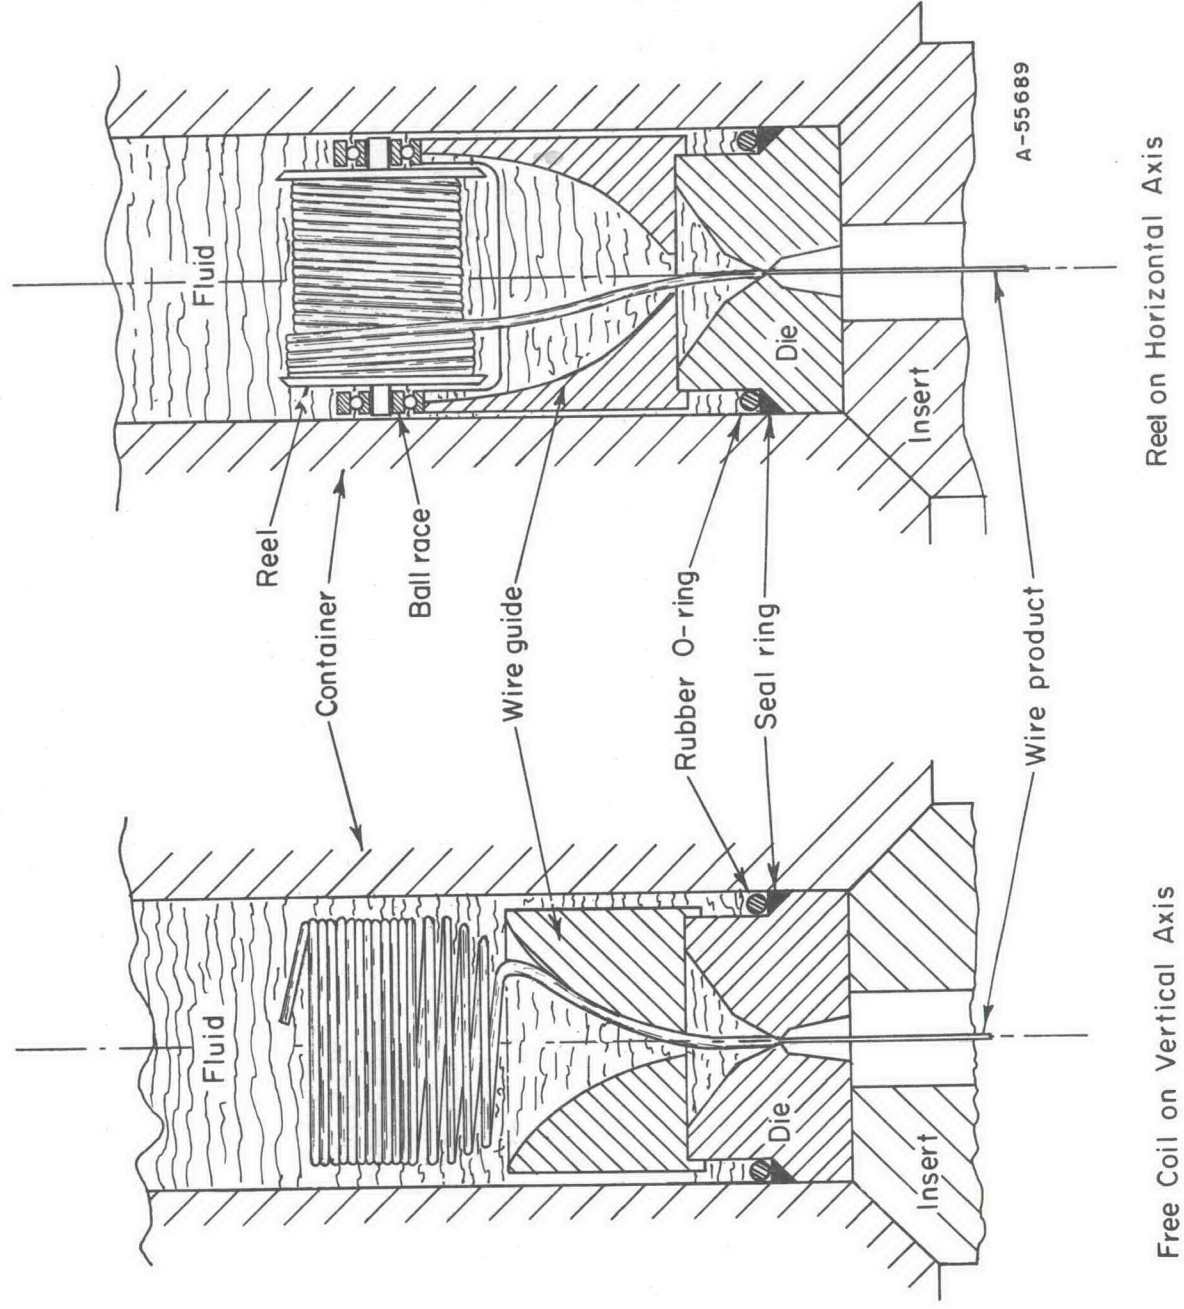 Fluid
Fluid
Reel
Container
Ball race
Wire guide
Rubber O-ring
Seal ring
Die
Die
Insert
Insert
Wire product
A-55689
Free Coil on Vertical Axis
Reel on Horizontal Axis